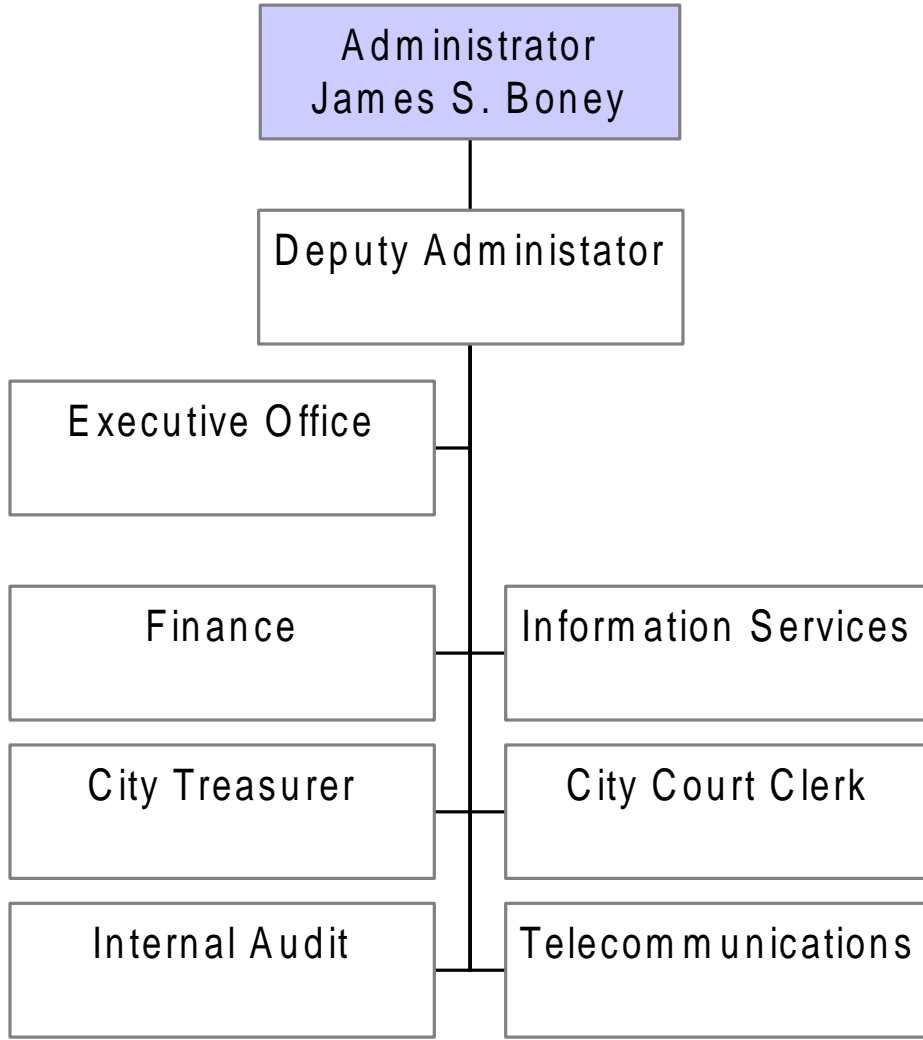 Administrator
James S. Boney
Deputy Administator
Executive Office
Finance
Information Services
City Treasurer
City Court Clerk
Internal Audit
Telecommunications